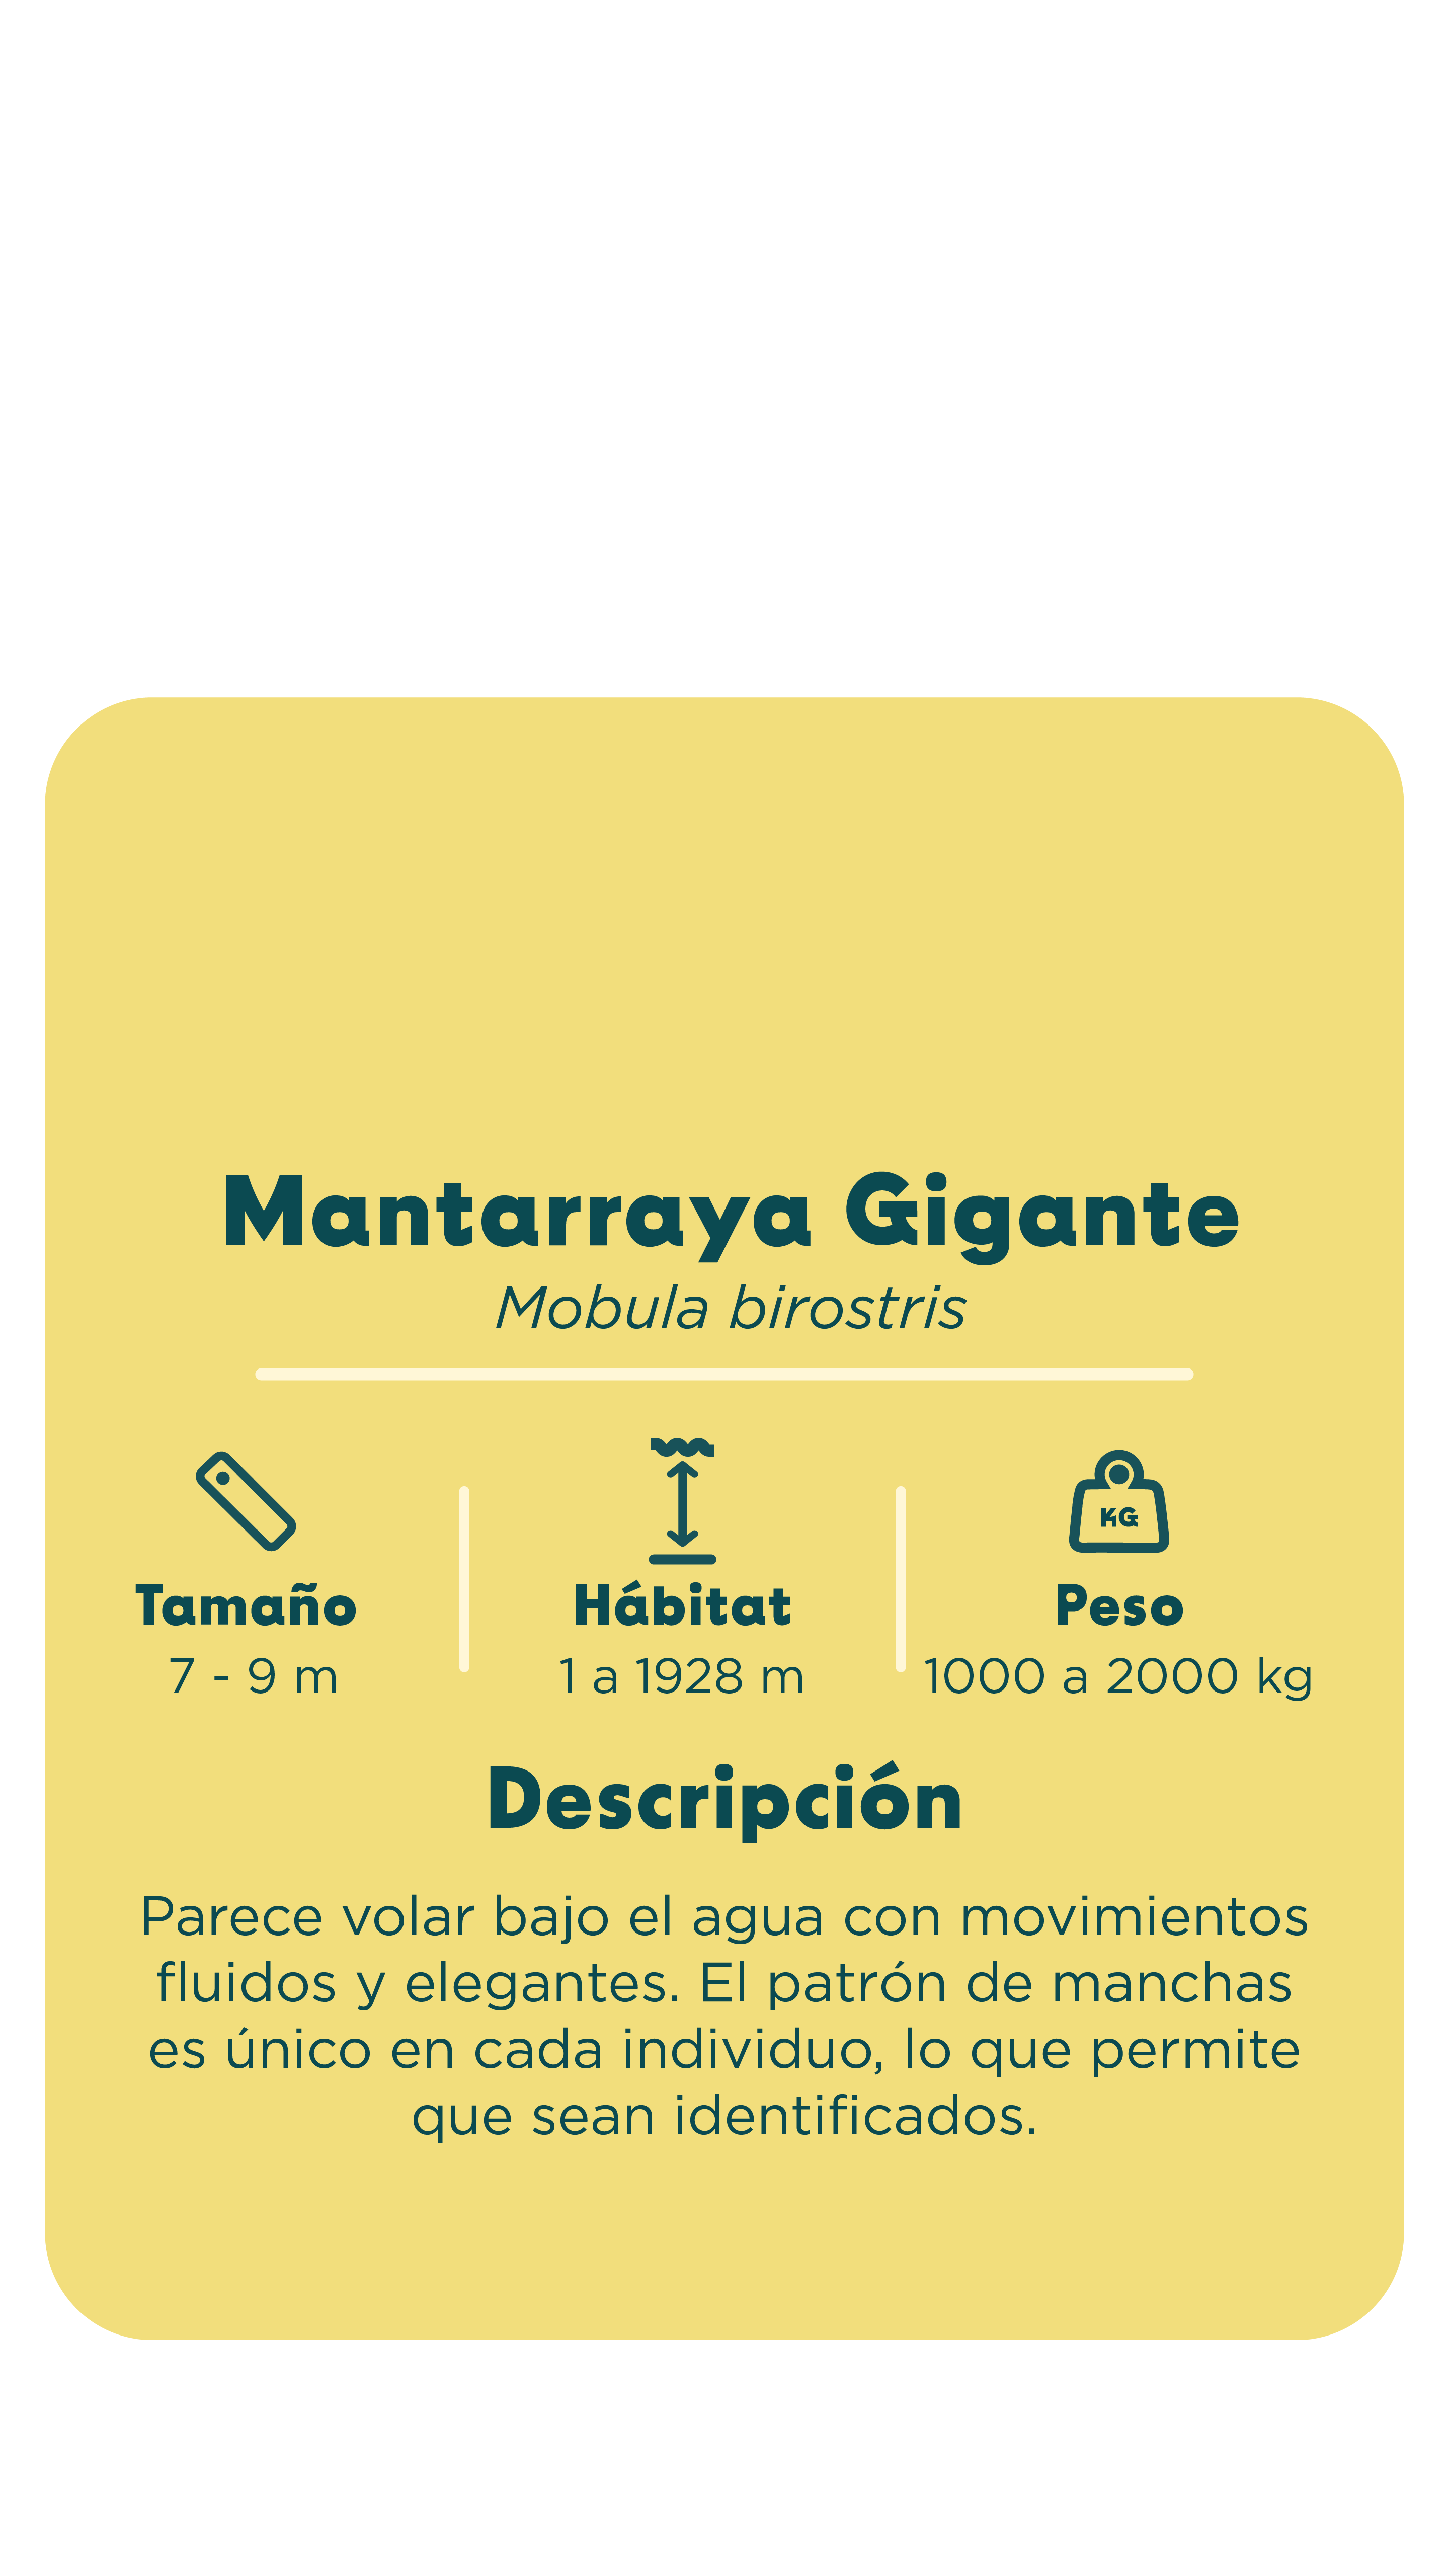 Mantarraya Gigante
Mobula birostris
KG
Tamaño
Hábitat
Peso
7 - 9 m
1 a 1928 m
1000 a 2000 kg
Descripción
Parece volar bajo el agua con movimientos
fluidos y elegantes. El patrón de manchas
es único en cada individuo, lo que permite
que sean identificados.